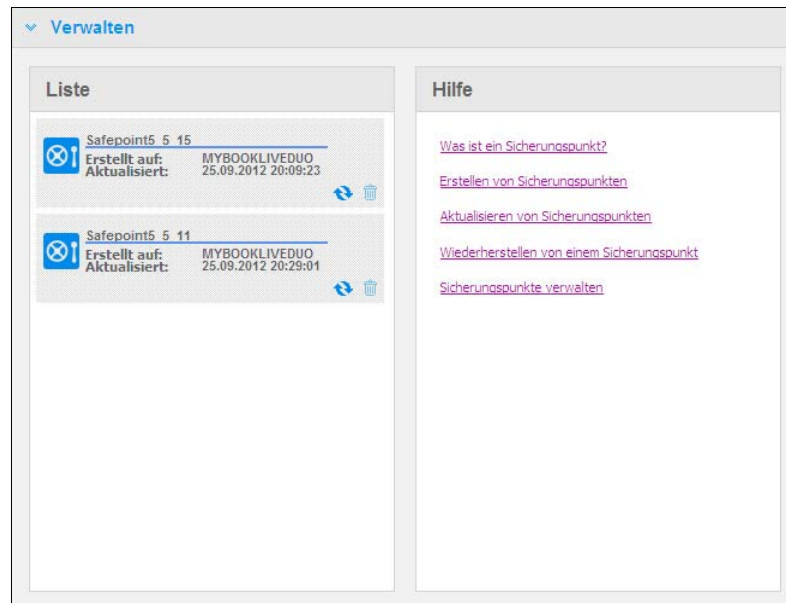 Verwalten
Liste
Safepoint5_5_15
Erstellt auf: MYBOOKLIVEDUO
Aktualisiert: 25.09.2012 20:09:23
Safepoint5_5_11
Erstellt auf: MYBOOKLIVEDUO
Aktualisiert: 25.09.2012 20:29:01
Hilfe
Was ist ein Sicherungspunkt?
Erstellen von Sicherungspunkten
Aktualisieren von Sicherungspunkten
Wiederherstellen von einem Sicherungspunkt
Sicherungspunkte verwalten